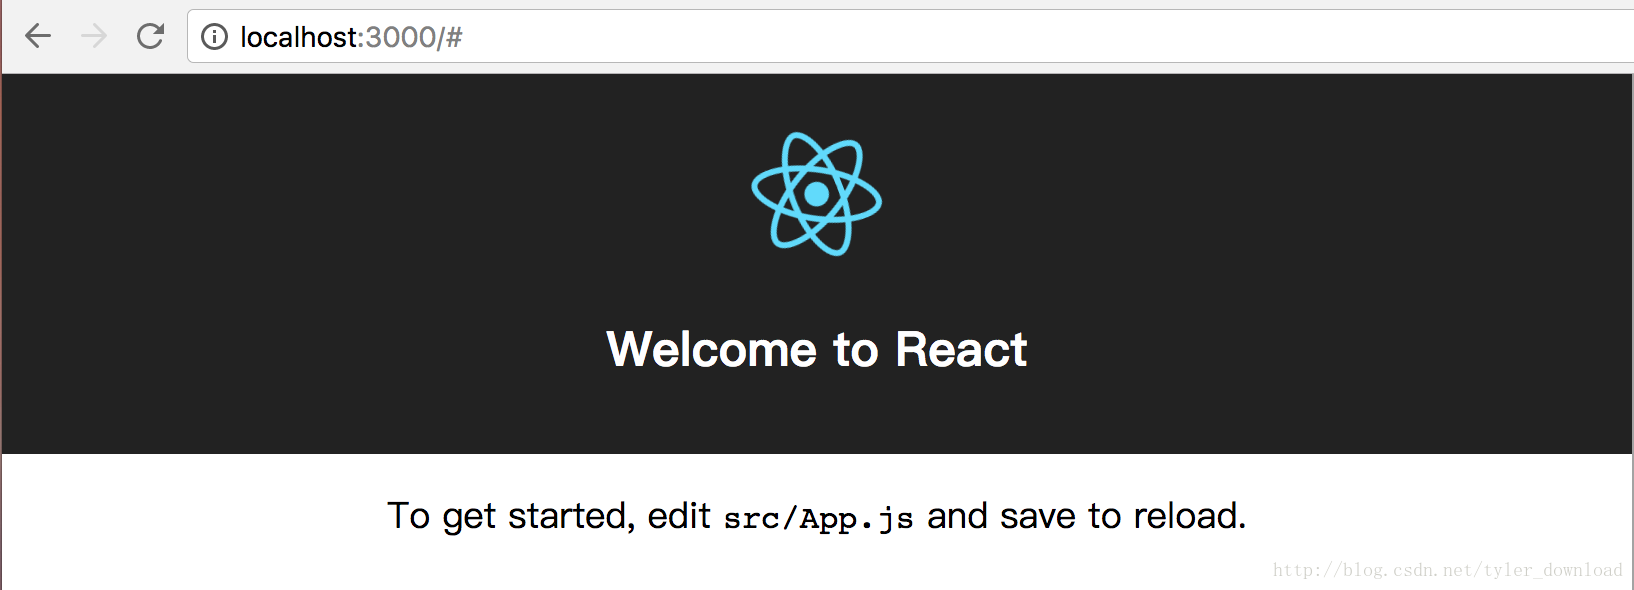 localhost:3000/#
Welcome to React
To get started, edit src/App.js and save to reload.
http://blog.csdn.net/tyler_download